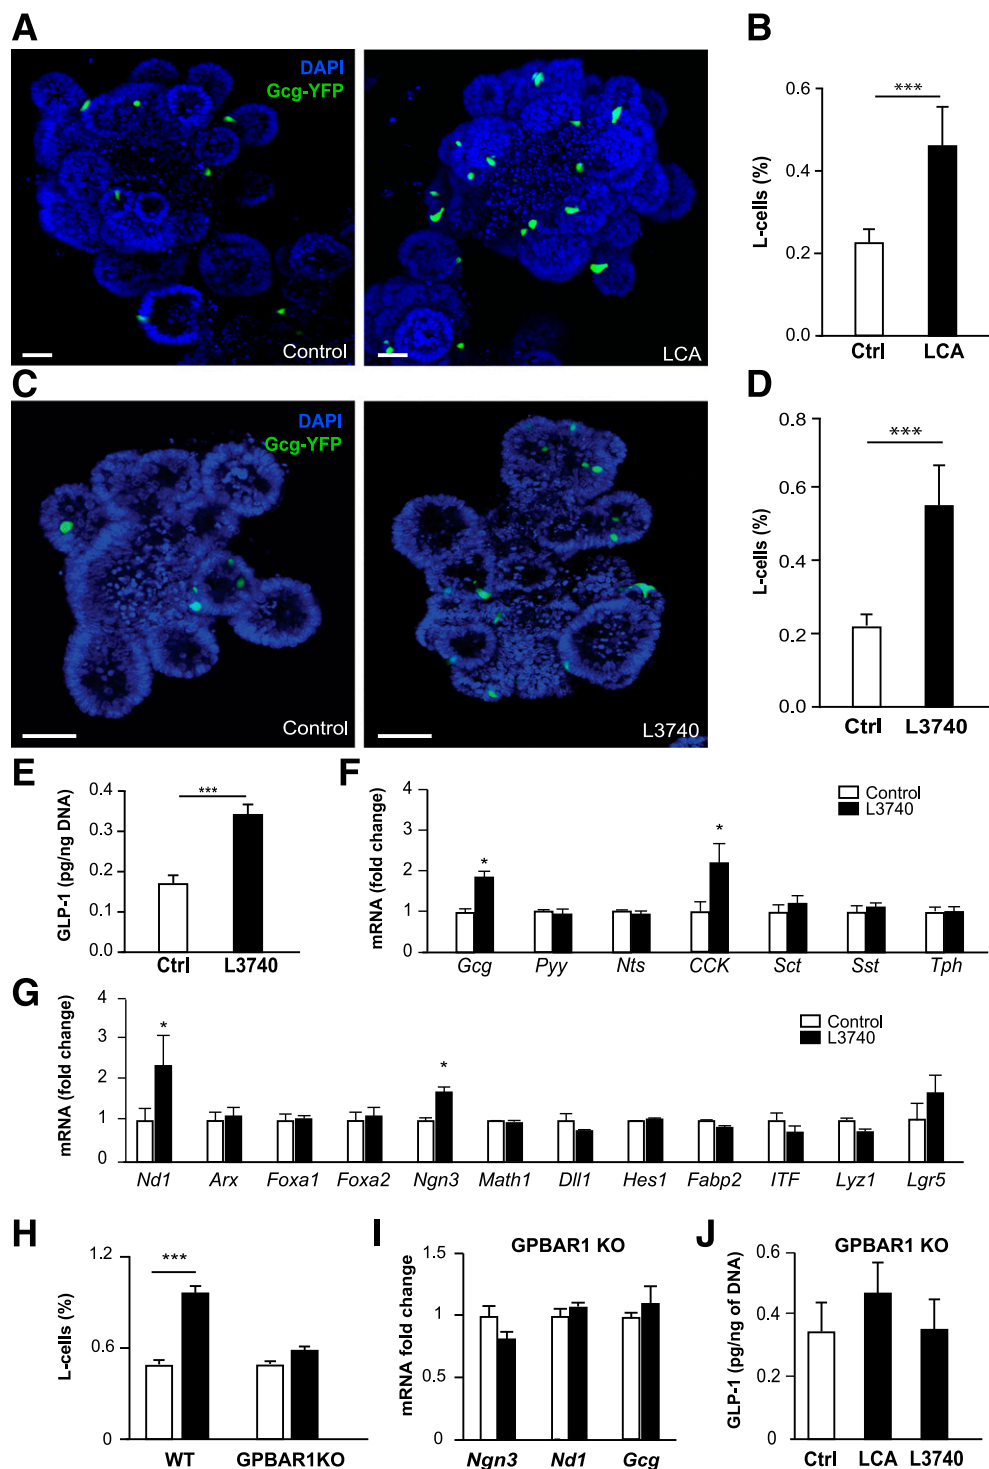 A
DAPI
Gcg-YFP
Control
LCA
B
0.6
0.4
0.2
0.0
L-cells (%)
***
Ctrl LCA
C
DAPI
Gcg-YFP
Control
L3740
D
0.8
0.6
0.4
0.2
0.0
L-cells (%)
***
Ctrl L3740
E
0.4
0.3
0.2
0.1
0.0
GLP-1 (pg/ng DNA)
***
Ctrl L3740
F
4
3
2
1
0
mRNA (fold change)
Control
L3740
*
*
Gcg Pyy Nts CCK Sct Sst Tph
G
4
3
2
1
0
mRNA (fold change)
Control
L3740
*
*
Nd1 Arx Foxa1 Foxa2 Ngn3 Math1 Dll1 Hes1 Fabp2 ITF Lyz1 Lgr5
H
1.2
0.6
0
L-cells (%)
***
WT GPBAR1KO
I
GPBAR1 KO
1.5
1
0.5
0
mRNA fold change
Ngn3 Nd1 Gcg
J
GPBAR1 KO
0.6
0.4
0.2
0
GLP-1 (pg/ng of DNA)
Ctrl LCA L3740